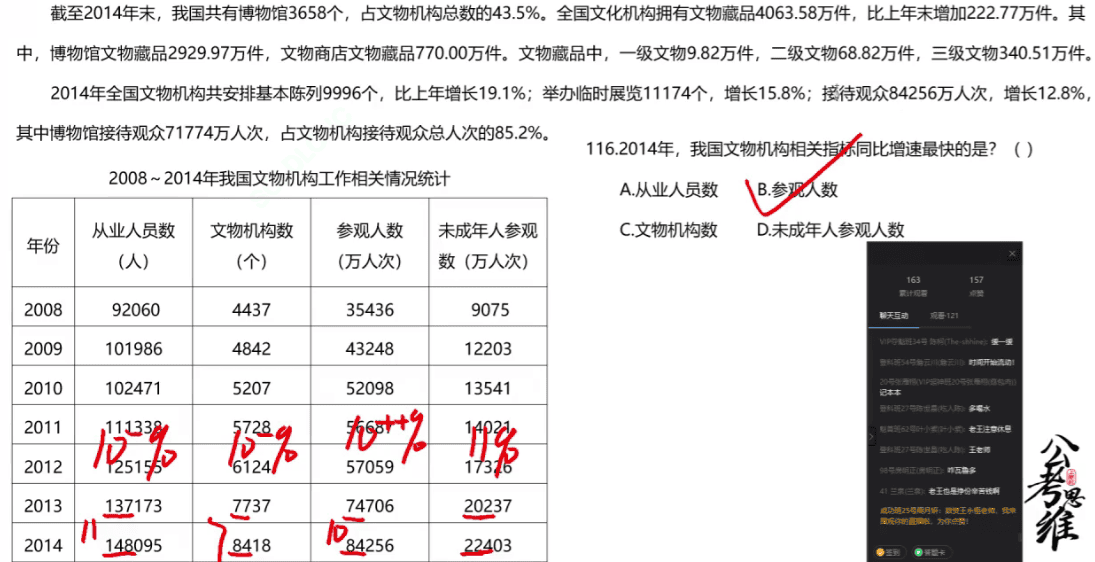 截至2014年末，我国共有博物馆3658个，占文物机构总数的43.5%。全国文化机构拥有文物藏品4063.58万件，比上年末增加222.77万件。其
中，博物馆文物藏品2929.97万件，文物商店文物藏品770.00万件。文物藏品中，一级文物9.82万件，二级文物68.82万件，三级文物340.51万件。
2014年全国文物机构共安排基本陈列9996个，比上年增长19.1%；举办临时展览11174个，增长15.8%；接待观众84256万人次，增长12.8%，
其中博物馆接待观众71774万人次，占文物机构接待观众总人次的85.2%。
116.2014年，我国文物机构相关指标同比增速最快的是？（ ）
A.从业人员数 B.参观人数
C.文物机构数 D.未成年人参观人数
2008～2014年我国文物机构工作相关情况统计
年份 从业人员数（人） 文物机构数（个） 参观人数（万人次） 未成年人参观数（万人次）
2008 92060 4437 35436 9075
2009 101986 4842 43248 12203
2010 102471 5207 52098 13541
2011 111338 5728 56687 14021
10⁻% 10⁻% 10⁺⁺% 11%
2012 125155 6124 57059 17326
2013 137173 7737 74706 20237
11 7 10
2014 148095 8418 84256 22403
163 157
累计观看 点赞
聊天互动 观看·121
缓一缓
时间开始流动！
记本本
多喝水
老王注意休息
王老师
咋瓦鲁多
老王也是挣份辛苦钱啊
签到 答题卡
公考思维